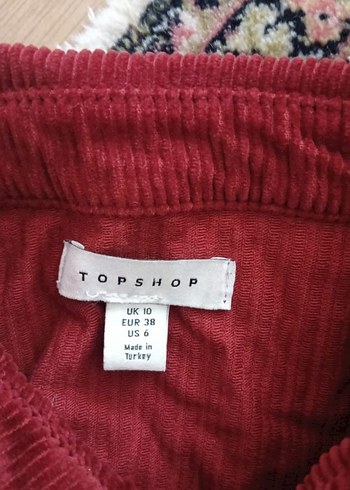 TOPSHOP
UK 10
EUR 38
US 6
Made in
Turkey